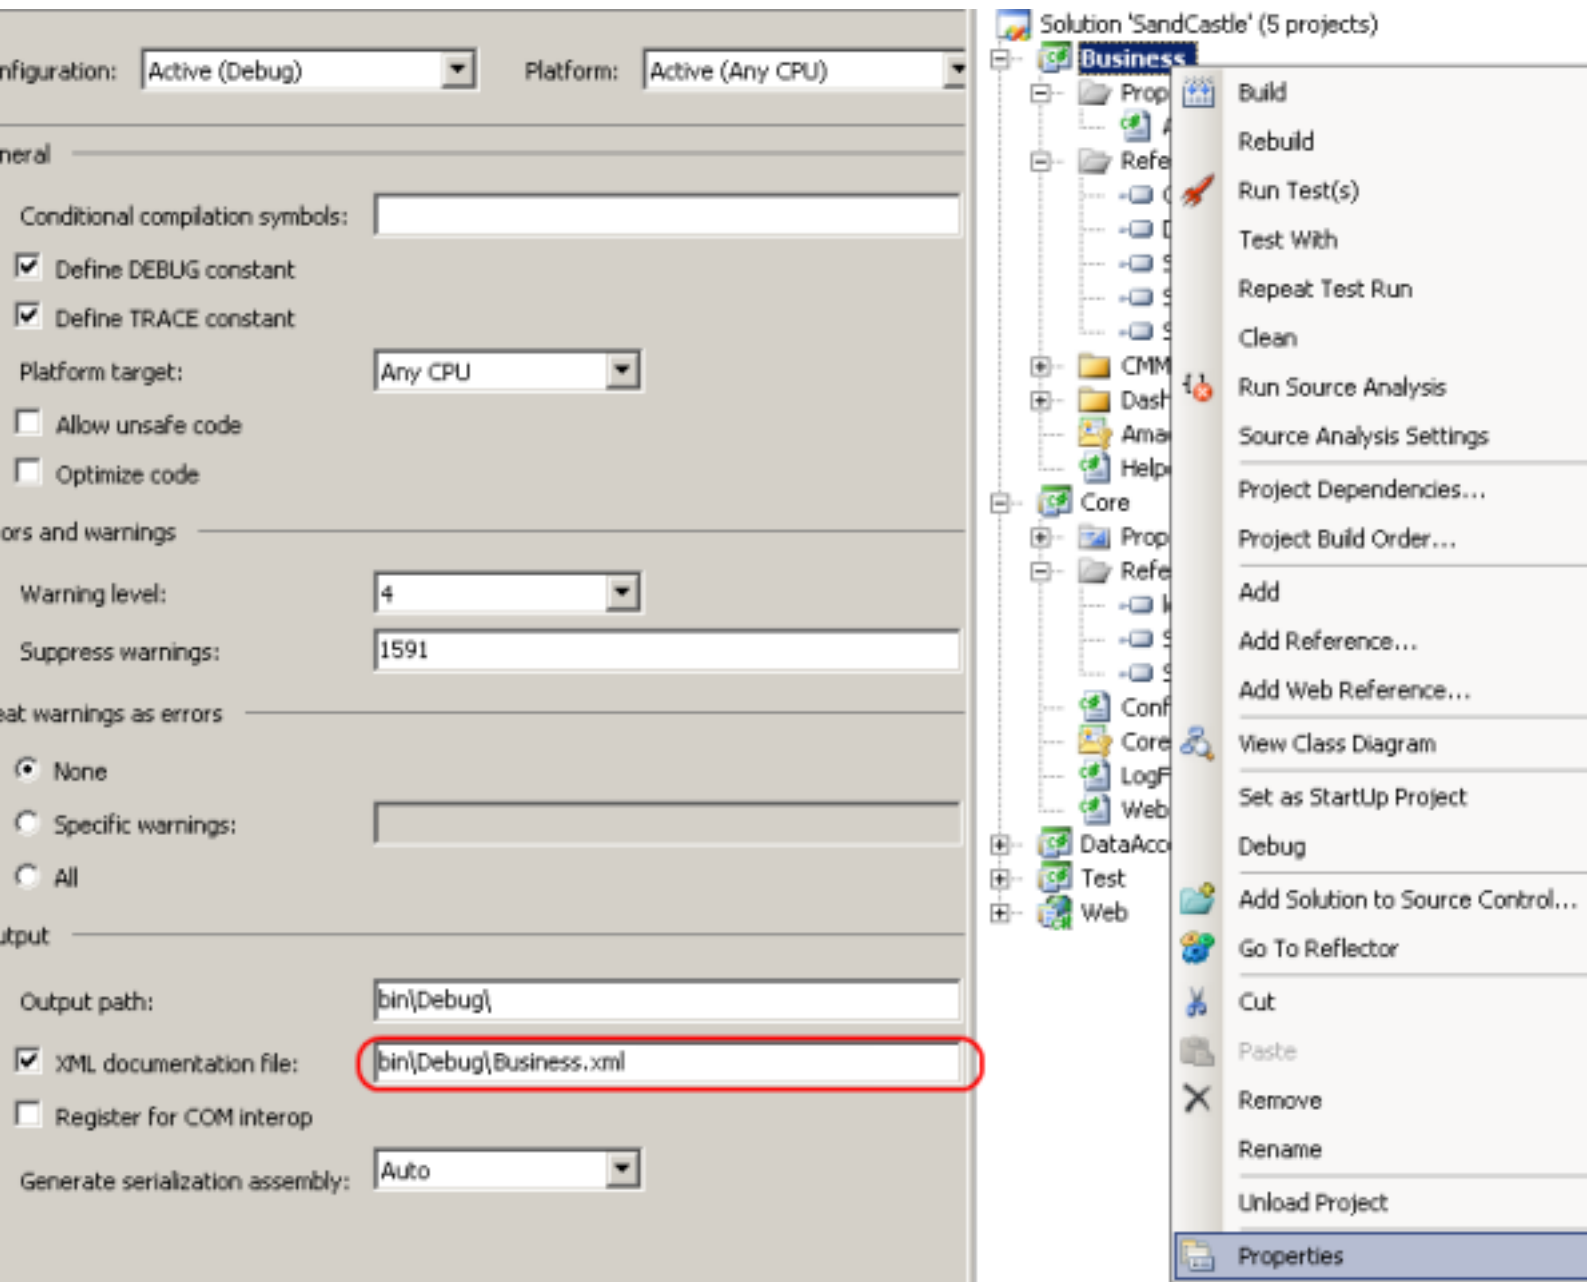 nfiguration: Active (Debug) Platform: Active (Any CPU)
neral
Conditional compilation symbols:
Define DEBUG constant
Define TRACE constant
Platform target: Any CPU
Allow unsafe code
Optimize code
ors and warnings
Warning level: 4
Suppress warnings: 1591
eat warnings as errors
None
Specific warnings:
All
utput
Output path: bin\Debug\
XML documentation file: bin\Debug\Business.xml
Register for COM interop
Generate serialization assembly: Auto
Solution 'SandCastle' (5 projects)
Business
Prop
Refe
CMM
Dash
Ama
Help
Core
Prop
Refe
Conf
Core
LogF
Web
DataAcc
Test
Web
Build
Rebuild
Run Test(s)
Test With
Repeat Test Run
Clean
Run Source Analysis
Source Analysis Settings
Project Dependencies...
Project Build Order...
Add
Add Reference...
Add Web Reference...
View Class Diagram
Set as StartUp Project
Debug
Add Solution to Source Control...
Go To Reflector
Cut
Paste
Remove
Rename
Unload Project
Properties